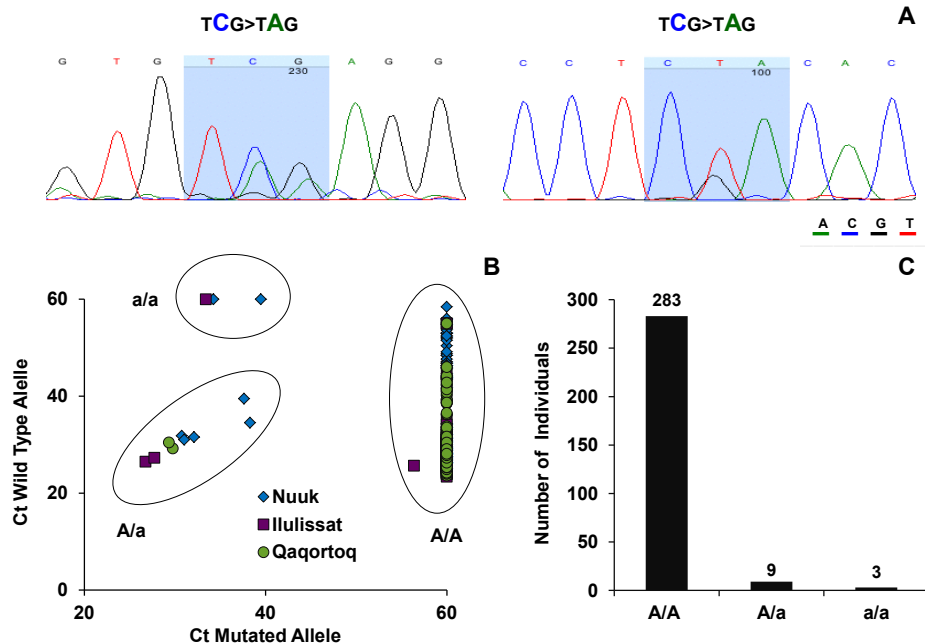 TCG>TAG
TCG>TAG
A
G T G T C G A G G
230
C C T C T A C A C
100
A C G T
B
Ct Wild Type Alelle
60
40
20
0
20 40 60
Ct Mutated Allele
a/a
A/a
A/A
Nuuk
Ilulissat
Qaqortoq
C
Number of Individuals
300
250
200
150
100
50
0
283
9
3
A/A A/a a/a